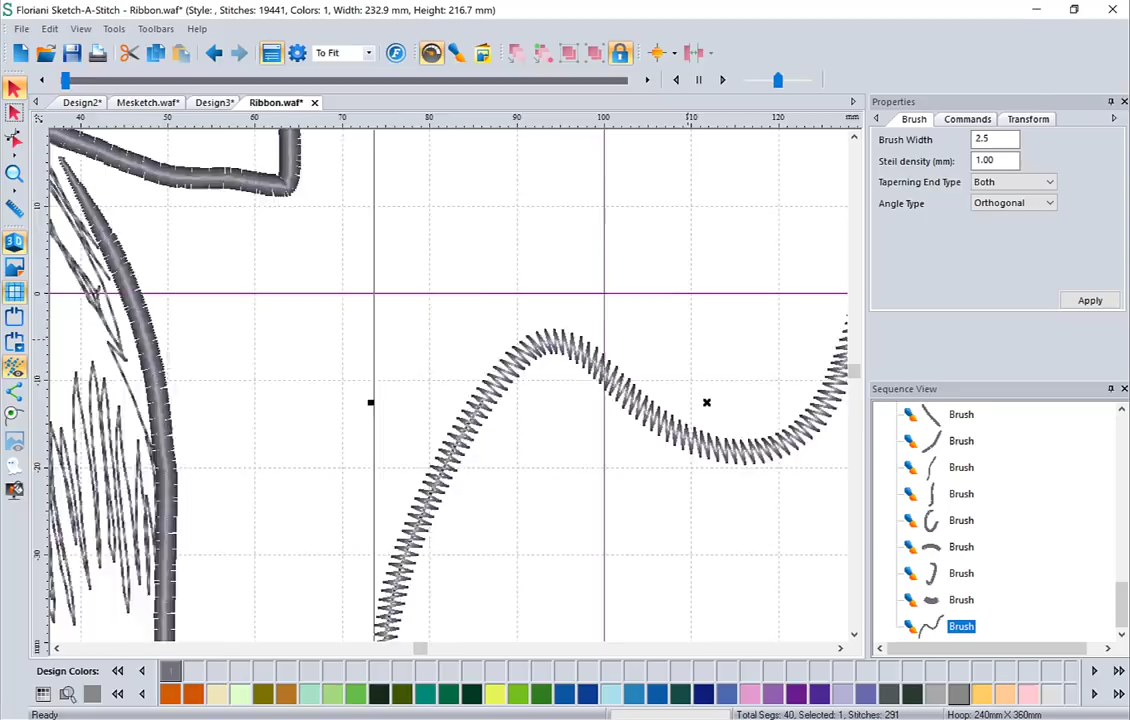 Floriani Sketch-A-Stitch - Ribbon.waf* (Style: , Stitches: 19441, Colors: 1, Width: 232.9 mm, Height: 216.7 mm)
File Edit View Tools Toolbars Help
To Fit
Design2* Mesketch.waf* Design3* Ribbon.waf*
40 50 60 70 80 90 100 110 120 mm
10
0
-10
-20
-30
mm
Properties
Brush Commands Transform
Brush Width 2.5
Steil density (mm): 1.00
Taperning End Type Both
Angle Type Orthogonal
Apply
Sequence View
Brush
Brush
Brush
Brush
Brush
Brush
Brush
Brush
Brush
Design Colors: 1
Ready Total Segs: 40, Selected: 1, Stitches: 291 Hoop: 240mm X 360mm